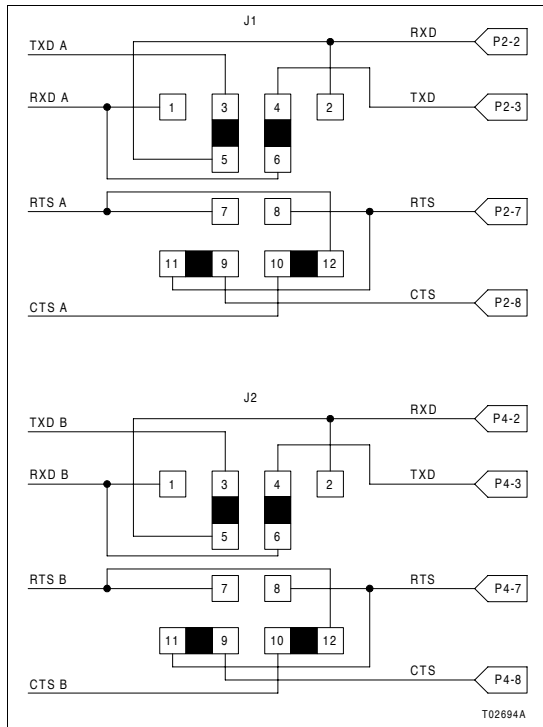 J1
RXD P2-2
TXD A
RXD A 1 3 4 2 TXD P2-3
5 6
RTS A 7 8 RTS P2-7
11 9 10 12
CTS P2-8
CTS A
J2
RXD P4-2
TXD B
RXD B 1 3 4 2 TXD P4-3
5 6
RTS B 7 8 RTS P4-7
11 9 10 12
CTS P4-8
CTS B
T02694A